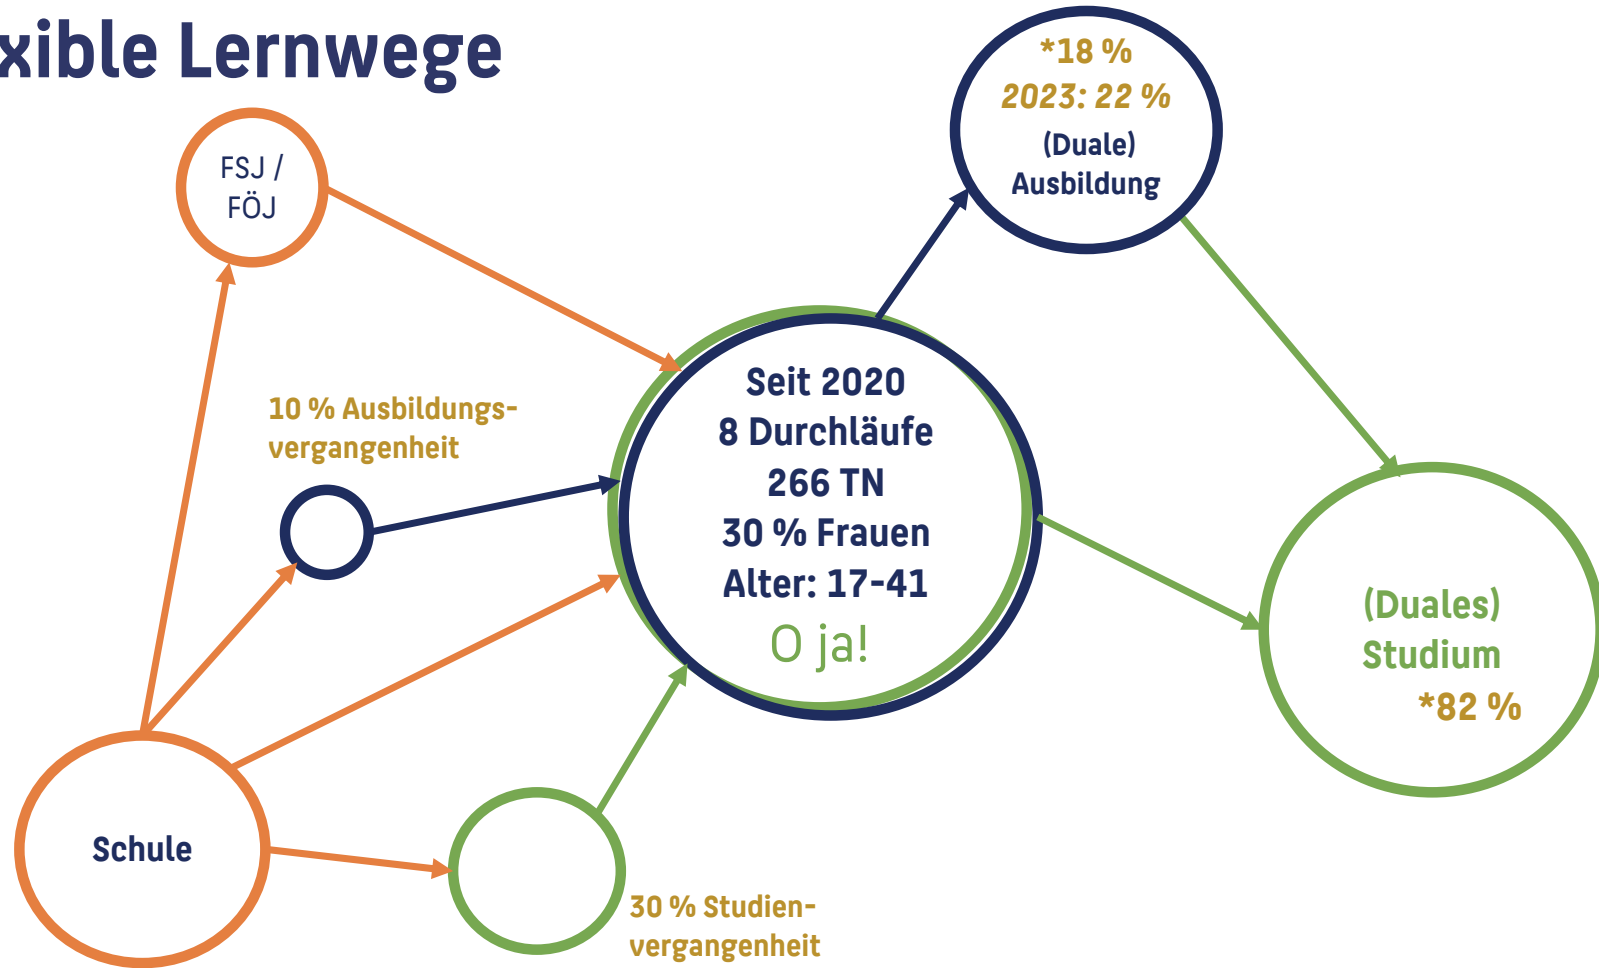 xible Lernwege
*18 %
2023: 22 %
(Duale)
Ausbildung
FSJ /
FÖJ
10 % Ausbildungs-
vergangenheit
Seit 2020
8 Durchläufe
266 TN
30 % Frauen
Alter: 17-41
O ja!
(Duales)
Studium
*82 %
Schule
30 % Studien-
vergangenheit